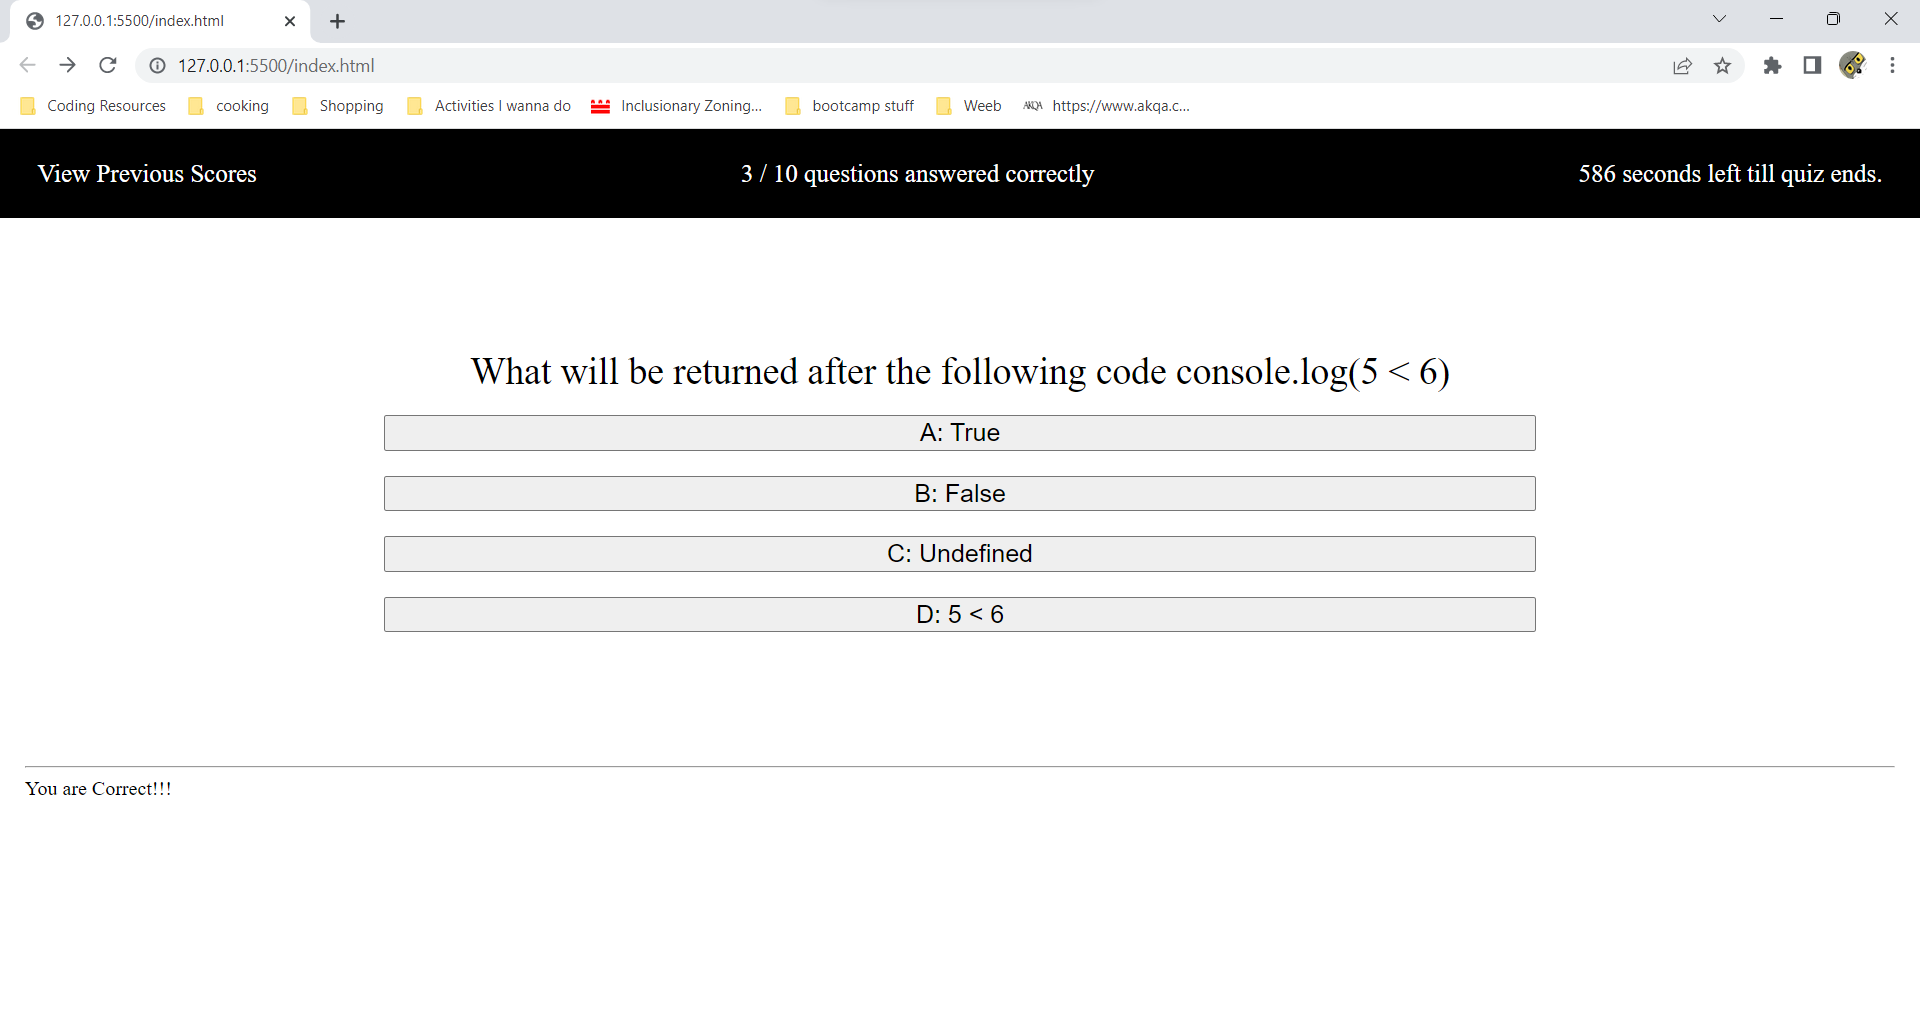 127.0.0.1:5500/index.html
127.0.0.1:5500/index.html
Coding Resources cooking Shopping Activities I wanna do Inclusionary Zoning... bootcamp stuff Weeb AKQA https://www.akqa.c...
View Previous Scores 3 / 10 questions answered correctly 586 seconds left till quiz ends.
What will be returned after the following code console.log(5 < 6)
A: True
B: False
C: Undefined
D: 5 < 6
You are Correct!!!